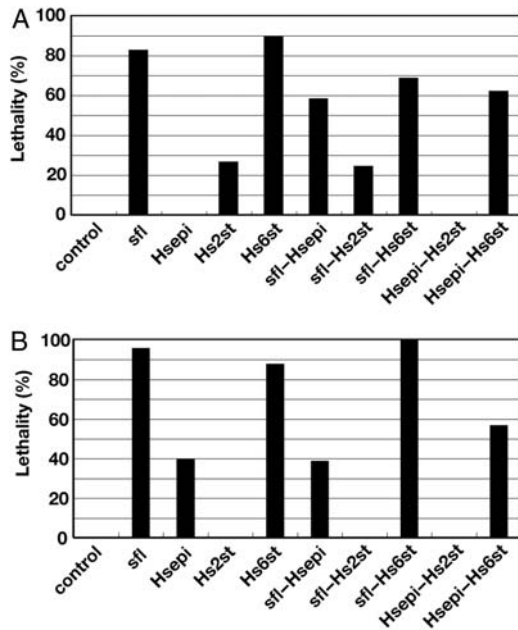 A
Lethality (%)
100
80
60
40
20
0
control
sfl
Hsepi
Hs2st
Hs6st
sfl–Hsepi
sfl–Hs2st
sfl–Hs6st
Hsepi–Hs2st
Hsepi–Hs6st
B
Lethality (%)
100
80
60
40
20
0
control
sfl
Hsepi
Hs2st
Hs6st
sfl–Hsepi
sfl–Hs2st
sfl–Hs6st
Hsepi–Hs2st
Hsepi–Hs6st